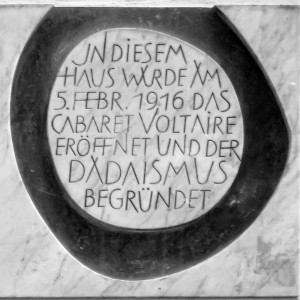 IN DIESEM
HAUS WURDE AM
5. FEBR. 1916 DAS
CABARET VOLTAIRE
ERÖFFNET UND DER
DADAISMUS
BEGRÜNDET